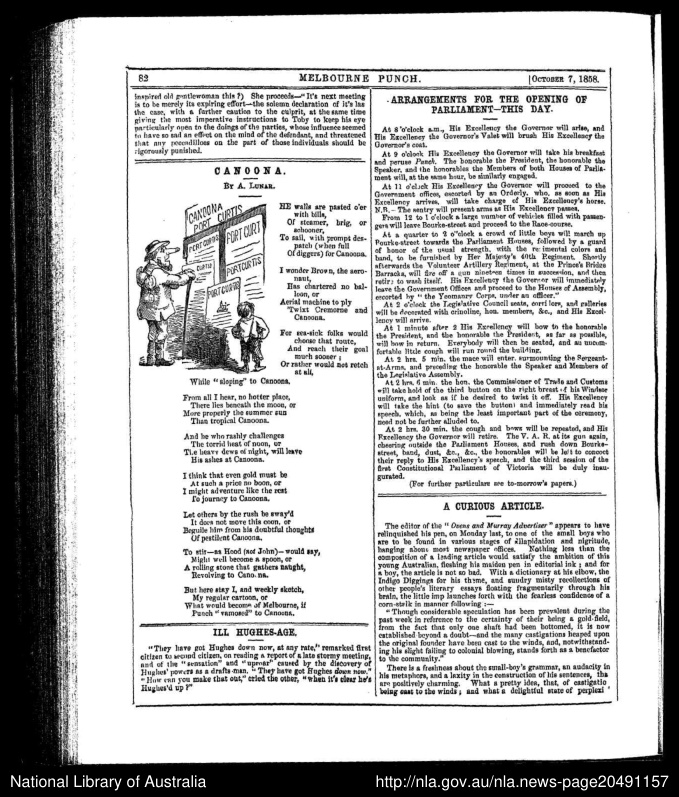 82
MELBOURNE PUNCH.
[OCTOBER 7, 1858.
inspired old gentlewoman this?) She proceeds—"It's next meeting
is to be merely its expiring effort—the solemn declaration of it's las
the case, with a farther caution to the culprit, at the same time
giving the most imperative instructions to Toby to keep his eye
particularly open to the doings of the parties, whose influence seemed
to have so sad an effect on the mind of the defendant, and threatened
that any peccadilloes on the part of those individuals should be
rigorously punished.
CANOONA.
BY A. LUNAR.
CANOONA
PORT CURTIS
PORT CURTIS
PORT CURT
CURTIS
PORTCURTIS
PORTCURTIS
HE walls are pasted o'er
with bills,
Of steamer, brig, or
schooner,
To sail, with prompt des-
patch (when full
Of diggers) for Canoona.
I wonder Brown, the aero-
naut,
Has chartered no bal-
loon, or
Aerial machine to ply
'Twixt Cremorne and
Canoona.
For sea-sick folks would
choose that route,
And reach their goal
much sooner;
Or rather would not retch
at all,
While "sloping" to Canoona.
From all I hear, no hotter place,
There lies beneath the moon, or
More properly the summer sun
Than tropical Canoona.
And he who rashly challenges
The torrid heat of noon, or
The heavy dews of night, will leave
His ashes at Canoona.
I think that even gold must be
At such a price no boon, or
I might adventure like the rest
To journey to Canoona.
Let others by the rush be sway'd
It does not move this coon, or
Beguile him from his doubtful thoughts
Of pestilent Canoona.
To stir—as Hood (not John)—would say,
Might well become a spoon, or
A rolling stone that gathers naught,
Revolving to Canoona.
But here stay I, and weekly sketch,
My regular cartoon, or
What would become of Melbourne, if
Punch "vamosed" to Canoona.
ILL HUGHES-AGE.
"They have got Hughes down now, at any rate," remarked first
citizen to second citizen, on reading a report of a late stormy meeting,
and of the "sensation" and "uproar" caused by the discovery of
Hughes' powers as a drafts-man. "They have got Hughes down now."
"How can you make that out," cried the other, "when it's clear he's
Hughes'd up?"
ARRANGEMENTS FOR THE OPENING OF
PARLIAMENT—THIS DAY.
At 8 o'clock a.m., His Excellency the Governor will arise, and
His Excellency the Governor's Valet will brush His Excellency the
Governor's coat.
At 9 o'clock His Excellency the Governor will take his breakfast
and peruse Punch. The honorable the President, the honorable the
Speaker, and the honorables the Members of both Houses of Parlia-
ment will, at the same hour, be similarly engaged.
At 11 o'clock His Excellency the Governor will proceed to the
Government offices, escorted by an Orderly, who, as soon as His
Excellency arrives, will take charge of His Excellency's horse.
N.B.—The sentry will present arms as His Excellency passes.
From 12 to 1 o'clock a large number of vehicles filled with passen-
gers will leave Bourke-street and proceed to the Race-course.
At a quarter to 2 o'clock a crowd of little boys will march up
Bourke-street towards the Parliament Houses, followed by a guard
of honor of the usual strength, with the regimental colors and
band, to be furnished by Her Majesty's 40th Regiment. Shortly
afterwards the Volunteer Artillery Regiment, at the Prince's Bridge
Barracks, will fire off a gun nineteen times in succession, and then
retire to wash itself. His Excellency the Governor will immediately
leave the Government Offices and proceed to the Houses of Assembly,
escorted by "the Yeomanry Corps, under an officer."
At 2 o'clock the Legislative Council seats, corridors, and galleries
will be decorated with crinoline, hon. members, &c., and His Excel-
lency will arrive.
At 1 minute after 2 His Excellency will bow to the honorable
the President, and the honorable the President, as far as possible,
will bow in return. Everybody will then be seated, and an uncom-
fortable little cough will run round the building.
At 2 hrs. 5 min. the mace will enter, surmounting the Sergeant-
at-Arms, and preceding the honorable the Speaker and Members of
the Legislative Assembly.
At 2 hrs. 6 min. the hon. the Commissioner of Trade and Customs
will take hold of the third button on the right breast of his Windsor
uniform, and look as if he desired to twist it off. His Excellency
will take the hint (to save the button) and immediately read his
speech, which, as being the least important part of the ceremony,
need not be further alluded to.
At 2 hrs. 30 min. the cough and bows will be repeated, and His
Excellency the Governor will retire. The V. A. R. at its gun again,
cheering outside the Parliament Houses, and rush down Bourke-
street, band, dust, &c., &c., the honorables will be left to concoct
their reply to His Excellency's speech, and the third session of the
first Constitutional Parliament of Victoria will be duly inau-
gurated.
(For further particulars see to-morrow's papers.)
A CURIOUS ARTICLE.
The editor of the "Ovens and Murray Advertiser" appears to have
relinquished his pen, on Monday last, to one of the small boys who
are to be found in various stages of dilapidation and nigritude,
hanging about most newspaper offices. Nothing less than the
composition of a leading article would satisfy the ambition of this
young Australian, fleshing his maiden pen in editorial ink; and for
a boy, the article is not so bad. With a dictionary at his elbow, the
Indigo Diggings for his theme, and sundry misty recollections of
other people's literary essays floating fragmentarily through his
brain, the little imp launches forth with the fearless confidence of a
corn-stalk in manner following:—
"Though considerable speculation has been prevalent during the
past week in reference to the certainty of their being a gold-field,
from the fact that only one shaft had been bottomed, it is now
established beyond a doubt—and the many castigations heaped upon
the original founder have been cast to the winds, and, notwithstand-
ing his slight failing to colonial blowing, stands forth as a benefactor
to the community."
There is a freshness about the small-boy's grammar, an audacity in
his metaphors, and a laxity in the construction of his sentences, tha
are positively charming. What a pretty idea, that, of castigatio
being cast to the winds; and what a delightful state of perplexi
National Library of Australia
http://nla.gov.au/nla.news-page20491157